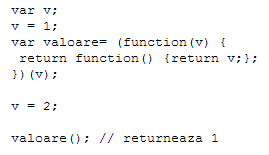 var v;
v = 1;
var valoare= (function(v) {
 return function() {return v;};
})(v);
v = 2;
valoare(); // returneaza 1